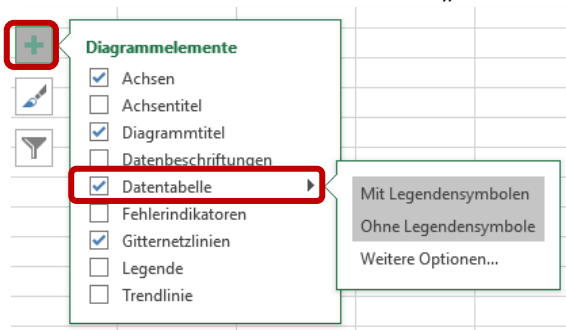 Diagrammelemente
Achsen
Achsentitel
Diagrammtitel
Datenbeschriftungen
Datentabelle
Fehlerindikatoren
Gitternetzlinien
Legende
Trendlinie
Mit Legendensymbolen
Ohne Legendensymbole
Weitere Optionen...